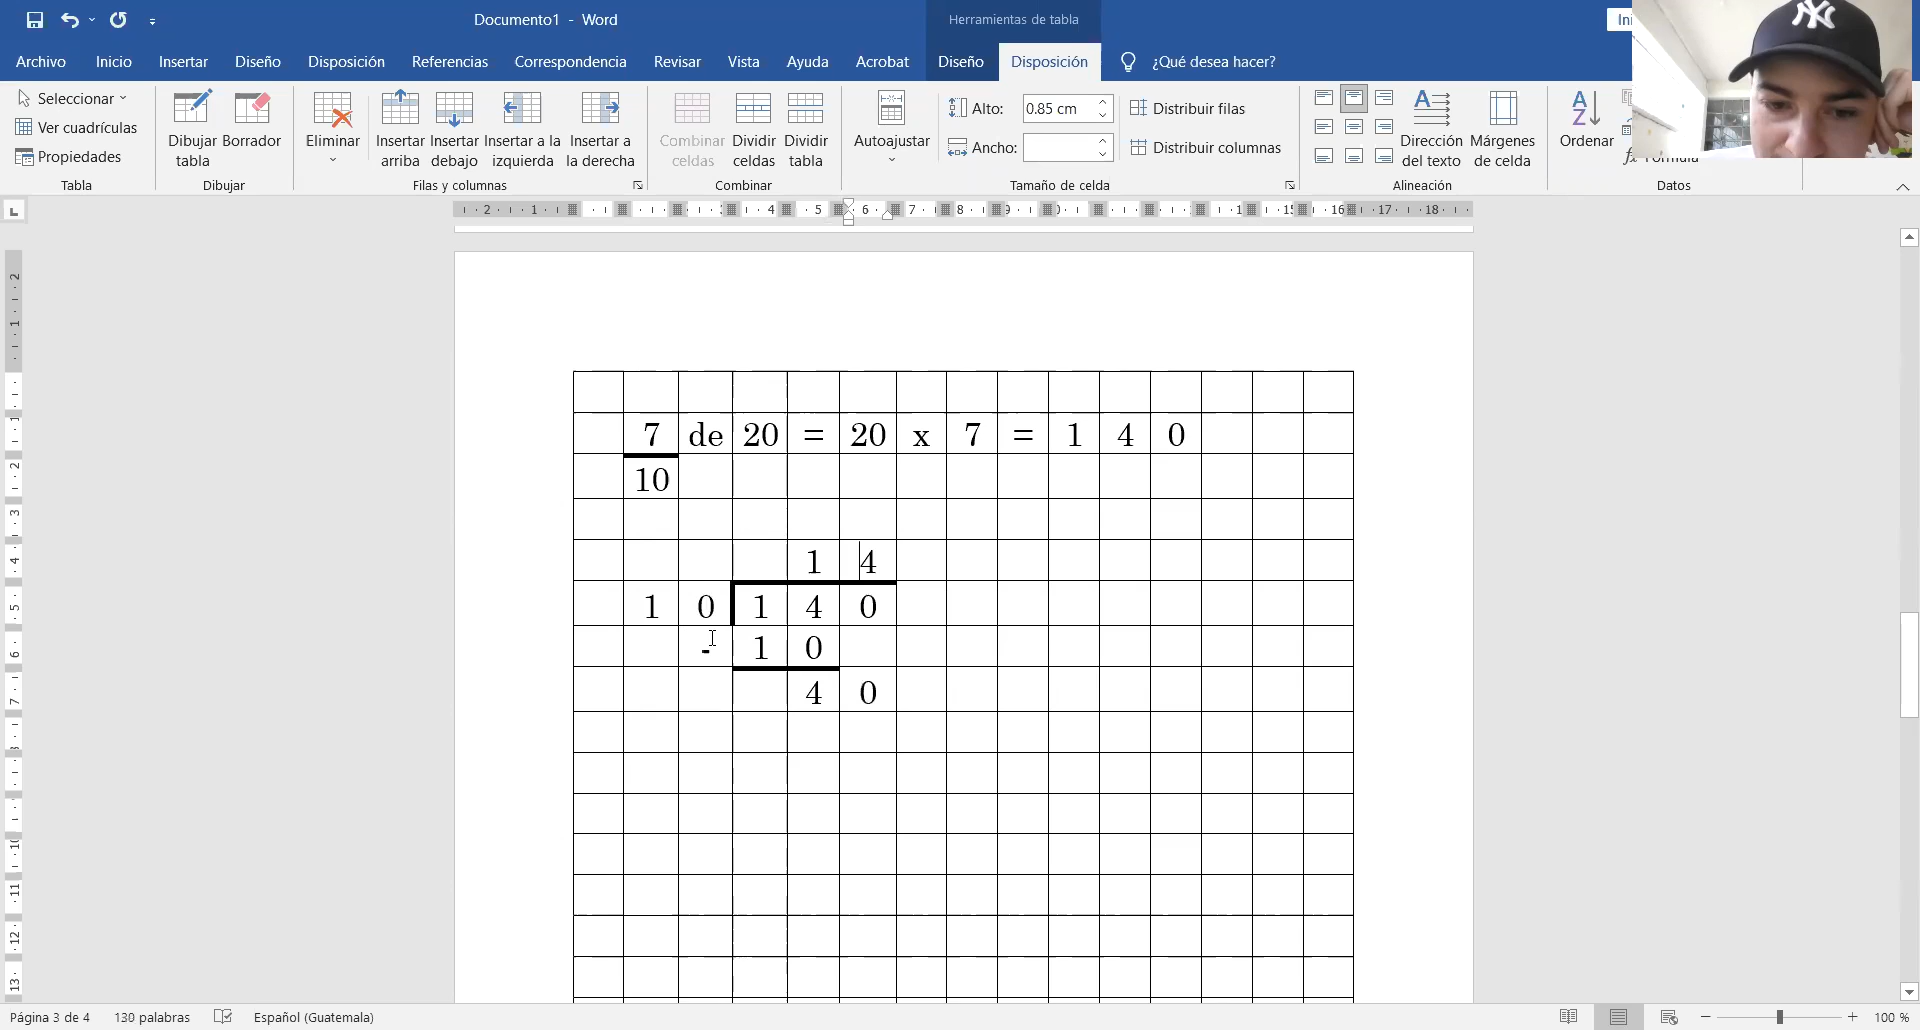 Documento1 - Word
Herramientas de tabla
Ini
Archivo Inicio Insertar Diseño Disposición Referencias Correspondencia Revisar Vista Ayuda Acrobat Diseño Disposición ¿Qué desea hacer?
Seleccionar
Ver cuadrículas
Propiedades
Tabla
Dibujar tabla
Borrador
Dibujar
Eliminar
Insertar arriba
Insertar debajo
Insertar a la izquierda
Insertar a la derecha
Filas y columnas
Combinar celdas
Dividir celdas
Dividir tabla
Combinar
Autoajustar
Alto: 0.85 cm
Ancho:
Distribuir filas
Distribuir columnas
Tamaño de celda
Dirección del texto
Márgenes de celda
Alineación
Ordenar
Fórmula
Datos
NY
7 de 20 = 20 x 7 = 1 4 0
10
1 4
1 0 1 4 0
- 1 0
4 0
Página 3 de 4 130 palabras Español (Guatemala) 100 %